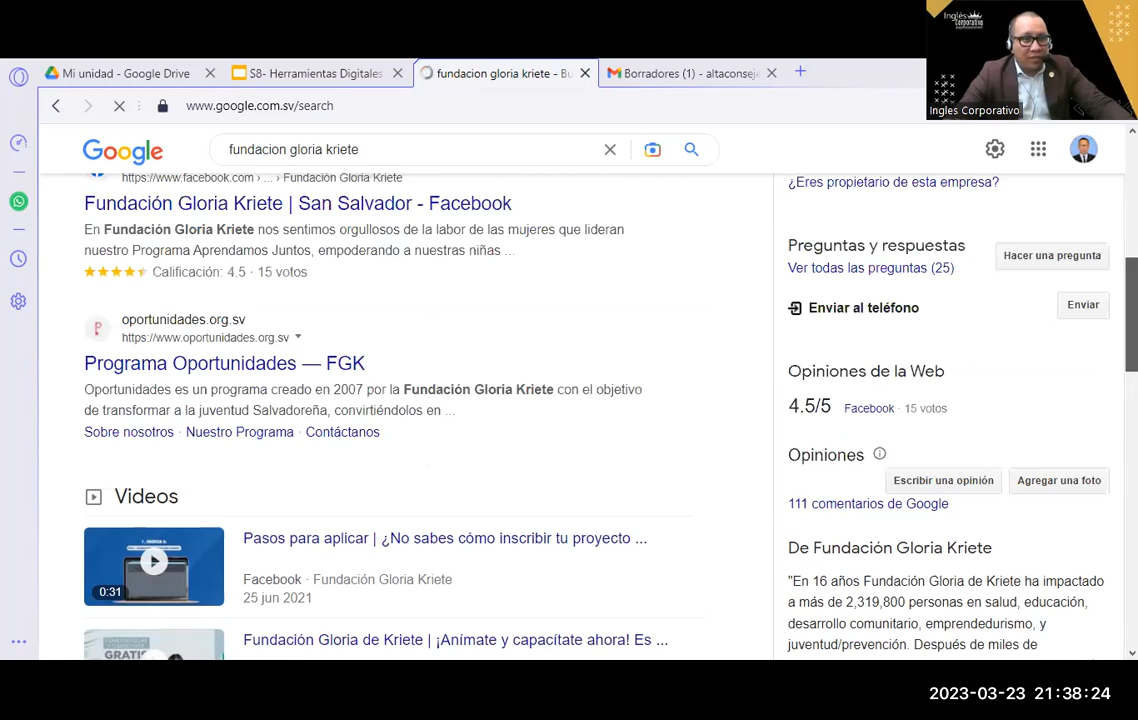 Inglés
Corporativo
Mi unidad - Google Drive
S8- Herramientas Digitales
fundacion gloria kriete - Bu
Borradores (1) - altaconseje
Ingles Corporativo
www.google.com.sv/search
Google
fundacion gloria kriete
https://www.facebook.com › ... › Fundación Gloria Kriete
Fundación Gloria Kriete | San Salvador - Facebook
En Fundación Gloria Kriete nos sentimos orgullosos de la labor de las mujeres que lideran
nuestro Programa Aprendamos Juntos, empoderando a nuestras niñas ...
Calificación: 4.5 · 15 votos
oportunidades.org.sv
https://www.oportunidades.org.sv
Programa Oportunidades — FGK
Oportunidades es un programa creado en 2007 por la Fundación Gloria Kriete con el objetivo
de transformar a la juventud Salvadoreña, convirtiéndolos en ...
Sobre nosotros · Nuestro Programa · Contáctanos
Videos
0:31
Pasos para aplicar | ¿No sabes cómo inscribir tu proyecto ...
Facebook · Fundación Gloria Kriete
25 jun 2021
GRATIS
Fundación Gloria de Kriete | ¡Anímate y capacítate ahora! Es ...
¿Eres propietario de esta empresa?
Preguntas y respuestas
Ver todas las preguntas (25)
Hacer una pregunta
Enviar al teléfono
Enviar
Opiniones de la Web
4.5/5 Facebook · 15 votos
Opiniones
Escribir una opinión
Agregar una foto
111 comentarios de Google
De Fundación Gloria Kriete
"En 16 años Fundación Gloria de Kriete ha impactado
a más de 2,319,800 personas en salud, educación,
desarrollo comunitario, emprendedurismo, y
juventud/prevención. Después de miles de
2023-03-23 21:38:24